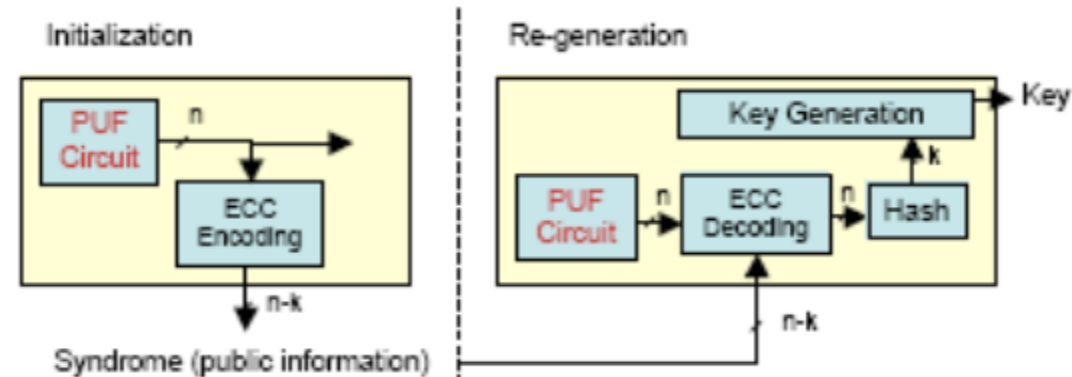 Initialization
PUF
Circuit
n
ECC
Encoding
n-k
Syndrome (public information)
Re-generation
Key Generation
Key
k
PUF
Circuit
n
ECC
Decoding
n
Hash
n-k